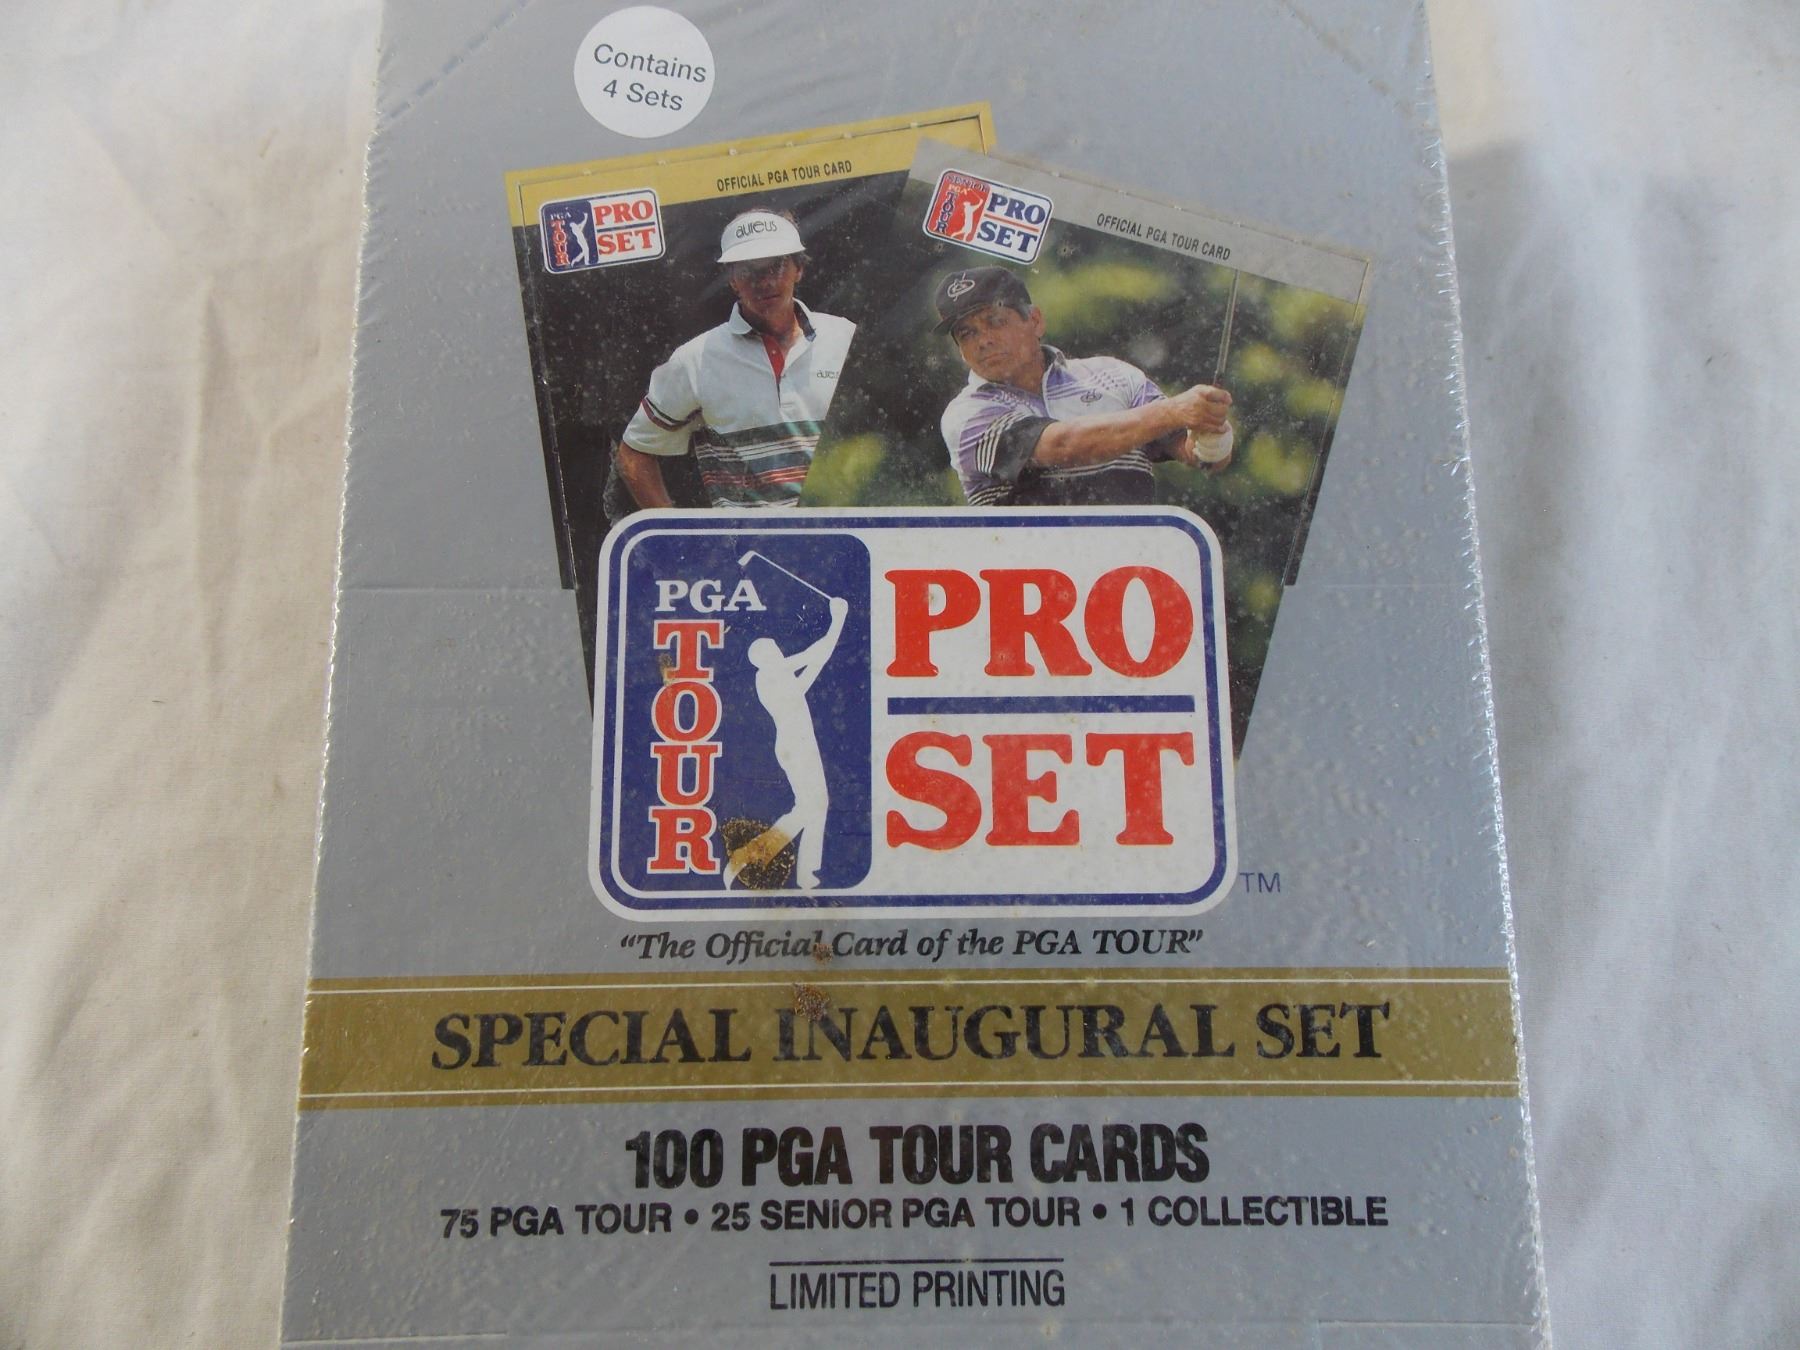 Contains
4 Sets
OFFICIAL PGA TOUR CARD
PGA
TOUR
PRO
SET
aureus
SENIOR
PGA
TOUR
PRO
SET
OFFICIAL PGA TOUR CARD
PGA
TOUR
PRO
SET
TM
"The Official Card of the PGA TOUR"
SPECIAL INAUGURAL SET
100 PGA TOUR CARDS
75 PGA TOUR • 25 SENIOR PGA TOUR • 1 COLLECTIBLE
LIMITED PRINTING